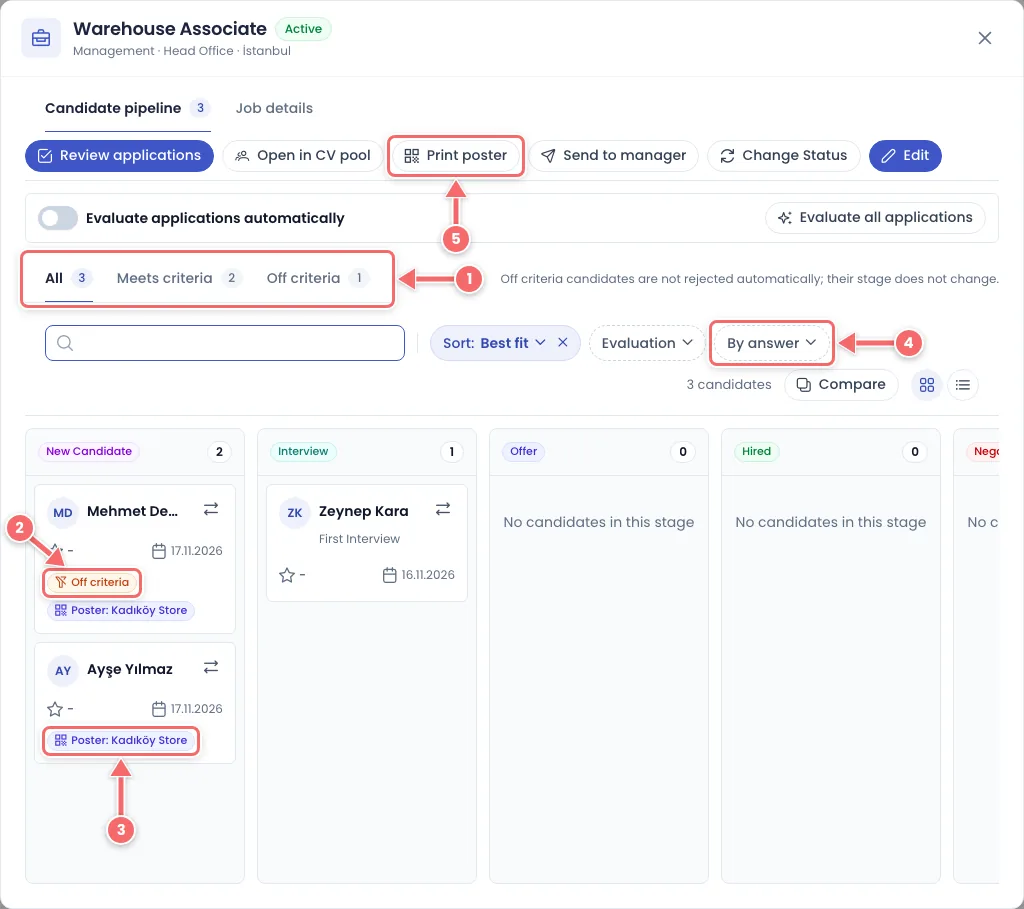 Warehouse Associate Active
Management · Head Office · İstanbul
Candidate pipeline 3 Job details
Review applications Open in CV pool Print poster Send to manager Change Status Edit
Evaluate applications automatically Evaluate all applications
5
All 3 Meets criteria 2 Off criteria 1 1 Off criteria candidates are not rejected automatically; their stage does not change.
Sort: Best fit Evaluation By answer 4
3 candidates Compare
New Candidate 2 Interview 1 Offer 0 Hired 0
MD Mehmet De... ZK Zeynep Kara No candidates in this stage No candidates in this stage No c
2 First Interview
- 17.11.2026 - 16.11.2026
Off criteria
Poster: Kadıköy Store
AY Ayşe Yılmaz
- 17.11.2026
Poster: Kadıköy Store
3